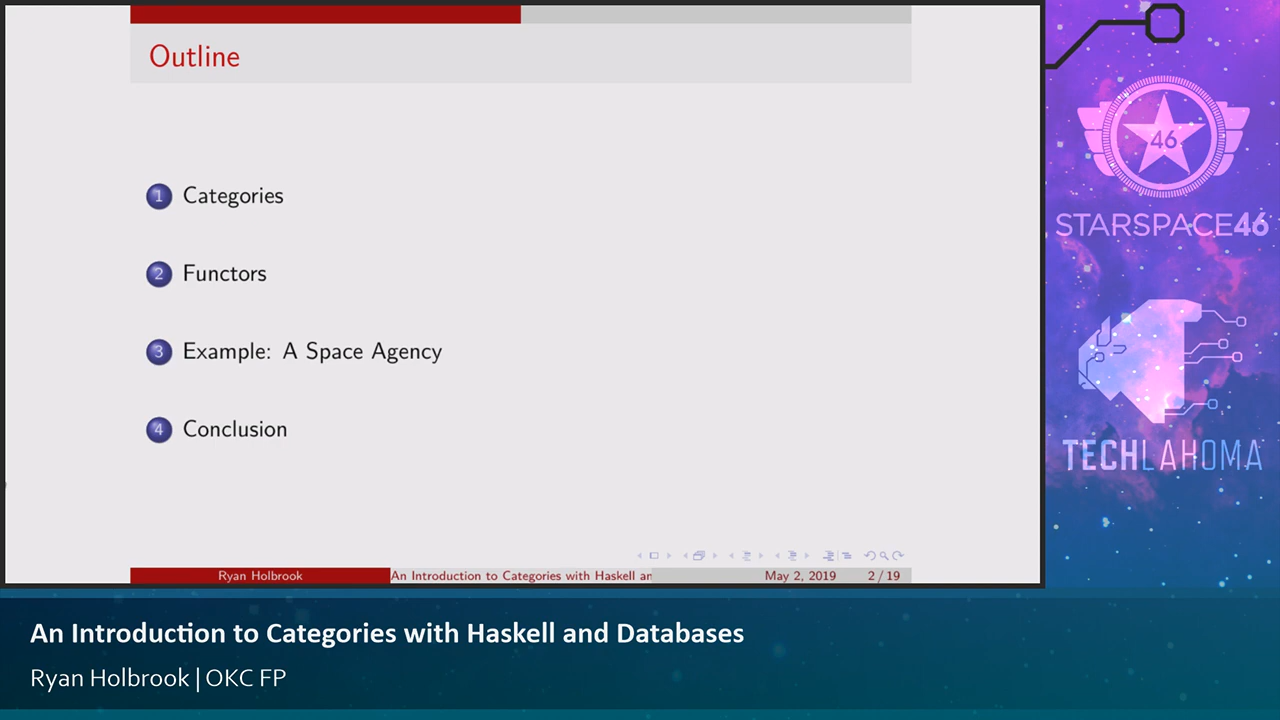 Outline
1 Categories
2 Functors
3 Example: A Space Agency
4 Conclusion
Ryan Holbrook An Introduction to Categories with Haskell an May 2, 2019 2 / 19
46
STARSPACE46
TECHLAHOMA
An Introduction to Categories with Haskell and Databases
Ryan Holbrook | OKC FP